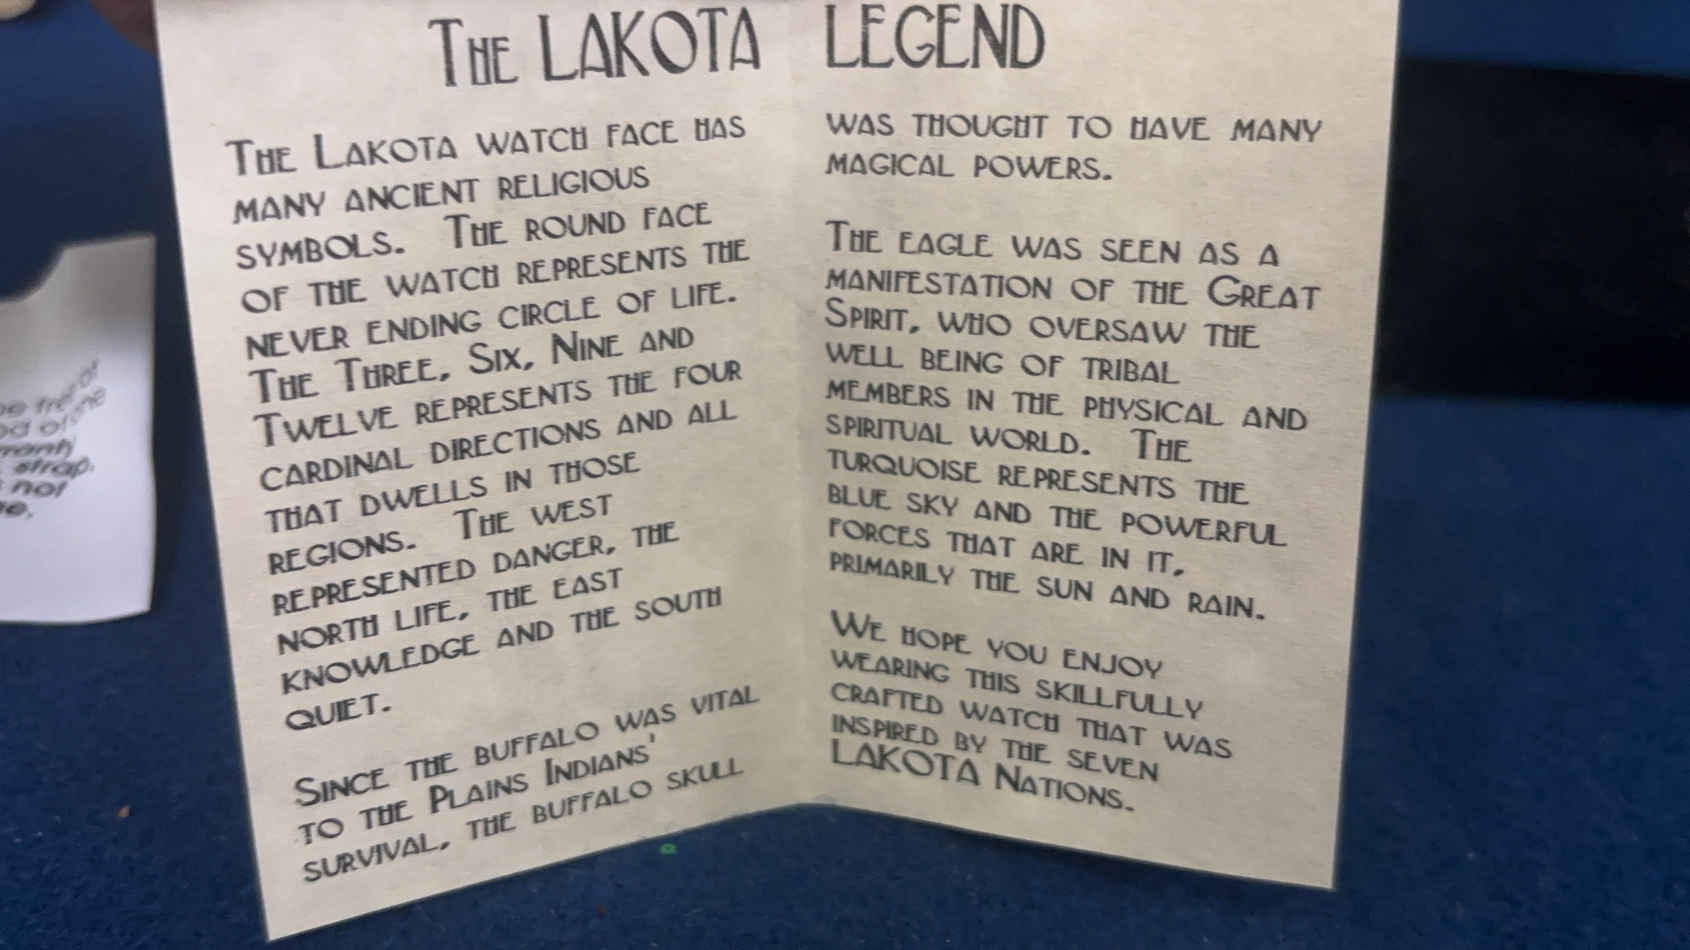 THE LAKOTA LEGEND
THE LAKOTA WATCH FACE HAS
MANY ANCIENT RELIGIOUS
SYMBOLS. THE ROUND FACE
OF THE WATCH REPRESENTS THE
NEVER ENDING CIRCLE OF LIFE.
THE THREE, SIX, NINE AND
TWELVE REPRESENTS THE FOUR
CARDINAL DIRECTIONS AND ALL
THAT DWELLS IN THOSE
REGIONS. THE WEST
REPRESENTED DANGER, THE
NORTH LIFE, THE EAST
KNOWLEDGE AND THE SOUTH
QUIET.
SINCE THE BUFFALO WAS VITAL
TO THE PLAINS INDIANS'
SURVIVAL, THE BUFFALO SKULL
WAS THOUGHT TO HAVE MANY
MAGICAL POWERS.
THE EAGLE WAS SEEN AS A
MANIFESTATION OF THE GREAT
SPIRIT, WHO OVERSAW THE
WELL BEING OF TRIBAL
MEMBERS IN THE PHYSICAL AND
SPIRITUAL WORLD. THE
TURQUOISE REPRESENTS THE
BLUE SKY AND THE POWERFUL
FORCES THAT ARE IN IT,
PRIMARILY THE SUN AND RAIN.
WE HOPE YOU ENJOY
WEARING THIS SKILLFULLY
CRAFTED WATCH THAT WAS
INSPIRED BY THE SEVEN
LAKOTA NATIONS.
strap,
not